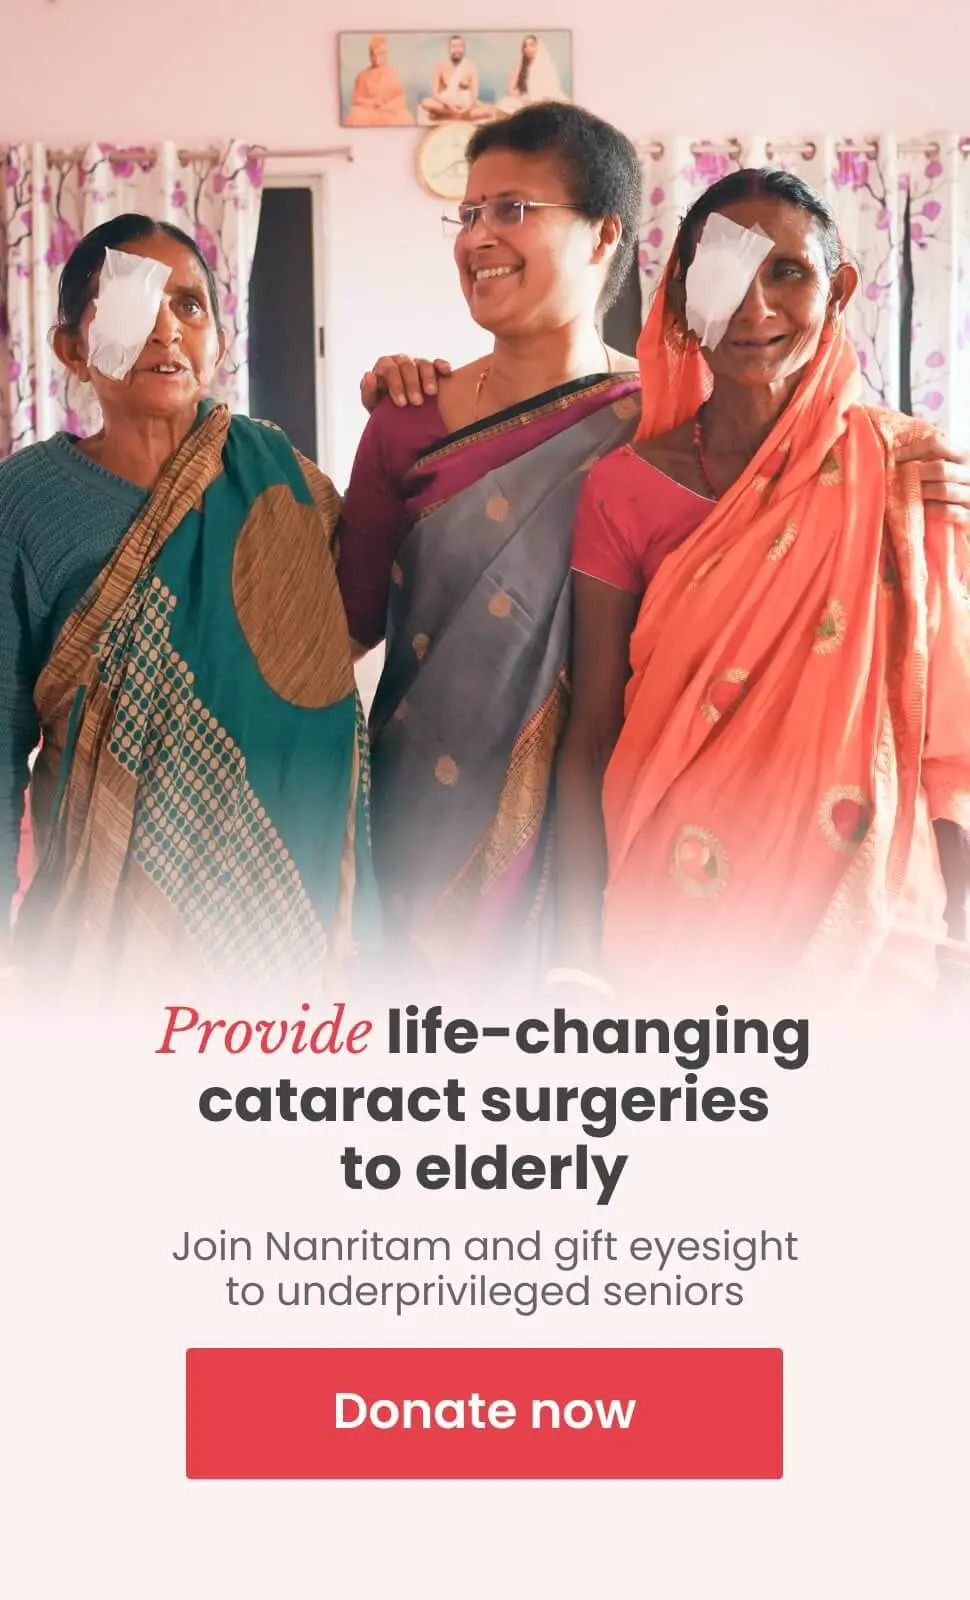 Provide life-changing
cataract surgeries
to elderly
Join Nanritam and gift eyesight
to underprivileged seniors
Donate now